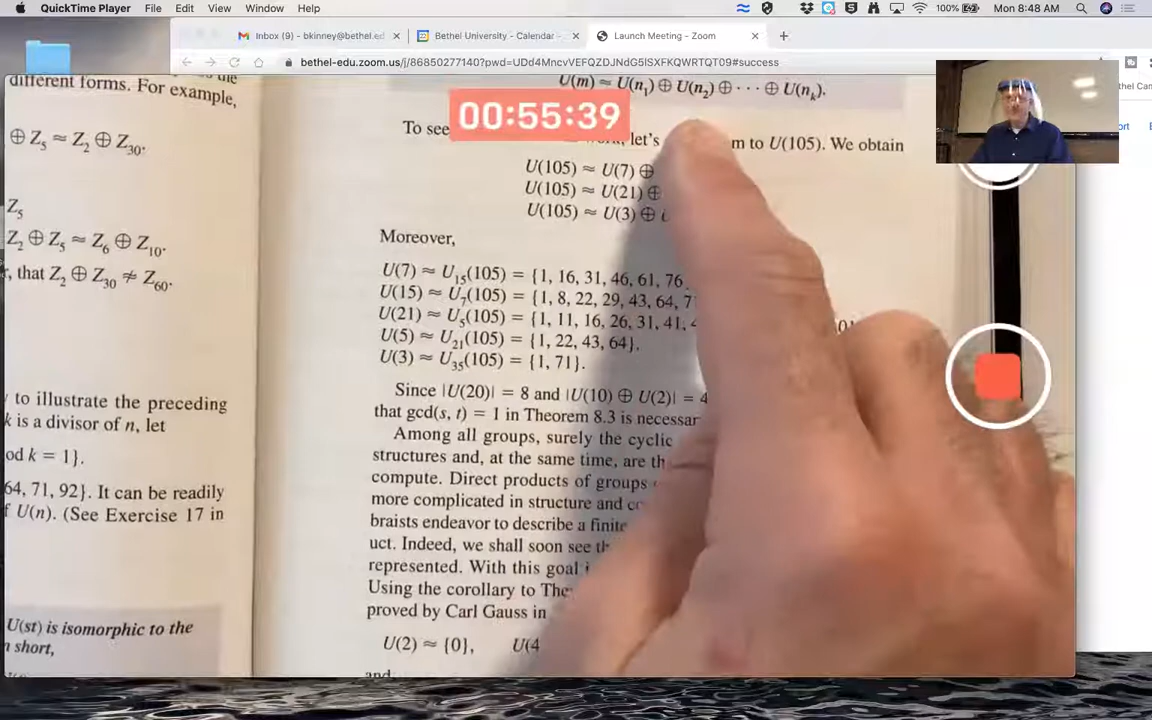 QuickTime Player File Edit View Window Help
100% Mon 8:48 AM
Inbox (9) - bkinney@bethel.ed
Bethel University - Calendar -
Launch Meeting - Zoom
bethel-edu.zoom.us/j/86850277140?pwd=UDd4MncvVEFQZDJNdG5lSXFKQWRTQT09#success
00:55:39
different forms. For example,
⊕ Z₅ ≈ Z₂ ⊕ Z₃₀.
Z₅
Z₂ ⊕ Z₅ ≈ Z₆ ⊕ Z₁₀.
, that Z₂ ⊕ Z₃₀ ≉ Z₆₀.
to illustrate the preceding
k is a divisor of n, let
od k = 1}.
64, 71, 92}. It can be readily
f U(n). (See Exercise 17 in
U(st) is isomorphic to the
n short,
U(m) ≈ U(n₁) ⊕ U(n₂) ⊕ · · · ⊕ U(nₖ).
To see let's m to U(105). We obtain
U(105) ≈ U(7) ⊕
U(105) ≈ U(21) ⊕
U(105) ≈ U(3) ⊕
Moreover,
U(7) ≈ U₁₅(105) = {1, 16, 31, 46, 61, 76
U(15) ≈ U₇(105) = {1, 8, 22, 29, 43, 64, 7
U(21) ≈ U₅(105) = {1, 11, 16, 26, 31, 41, 4
U(5) ≈ U₂₁(105) = {1, 22, 43, 64}.
U(3) ≈ U₃₅(105) = {1, 71}.
Since |U(20)| = 8 and |U(10) ⊕ U(2)| = 4
that gcd(s, t) = 1 in Theorem 8.3 is necessar
Among all groups, surely the cyclic
structures and, at the same time, are th
compute. Direct products of groups
more complicated in structure and co
braists endeavor to describe a finite
uct. Indeed, we shall soon see th
represented. With this goal i
Using the corollary to The
proved by Carl Gauss in
U(2) ≈ {0}, U(4
and